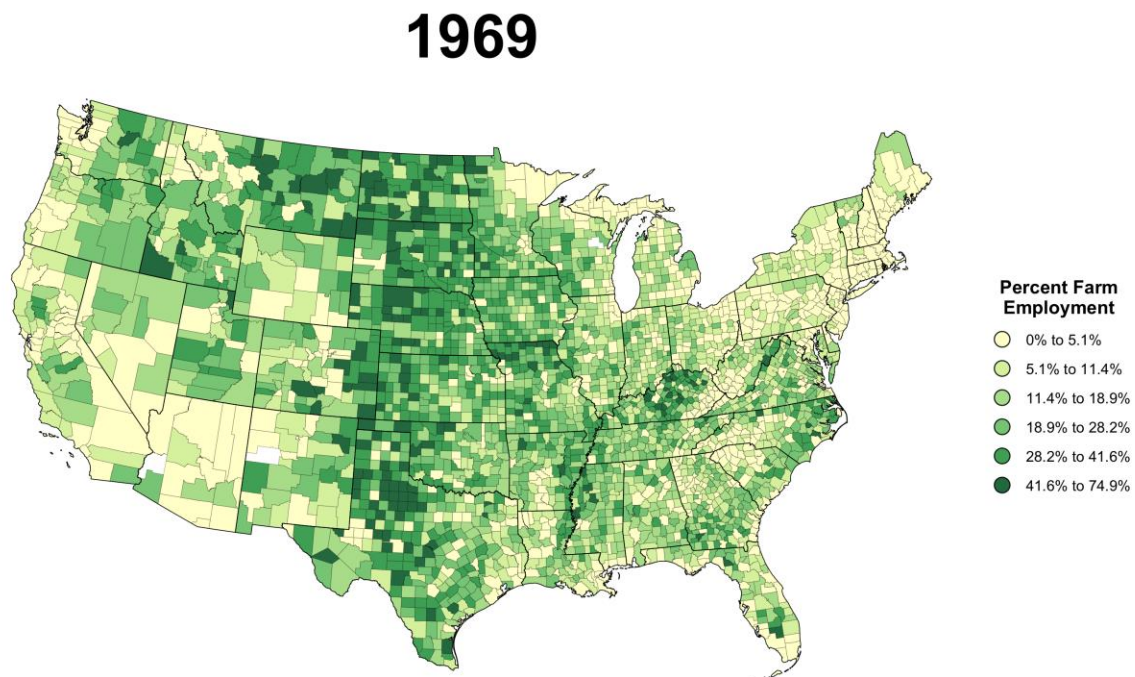 1969
Percent Farm
Employment
0% to 5.1%
5.1% to 11.4%
11.4% to 18.9%
18.9% to 28.2%
28.2% to 41.6%
41.6% to 74.9%